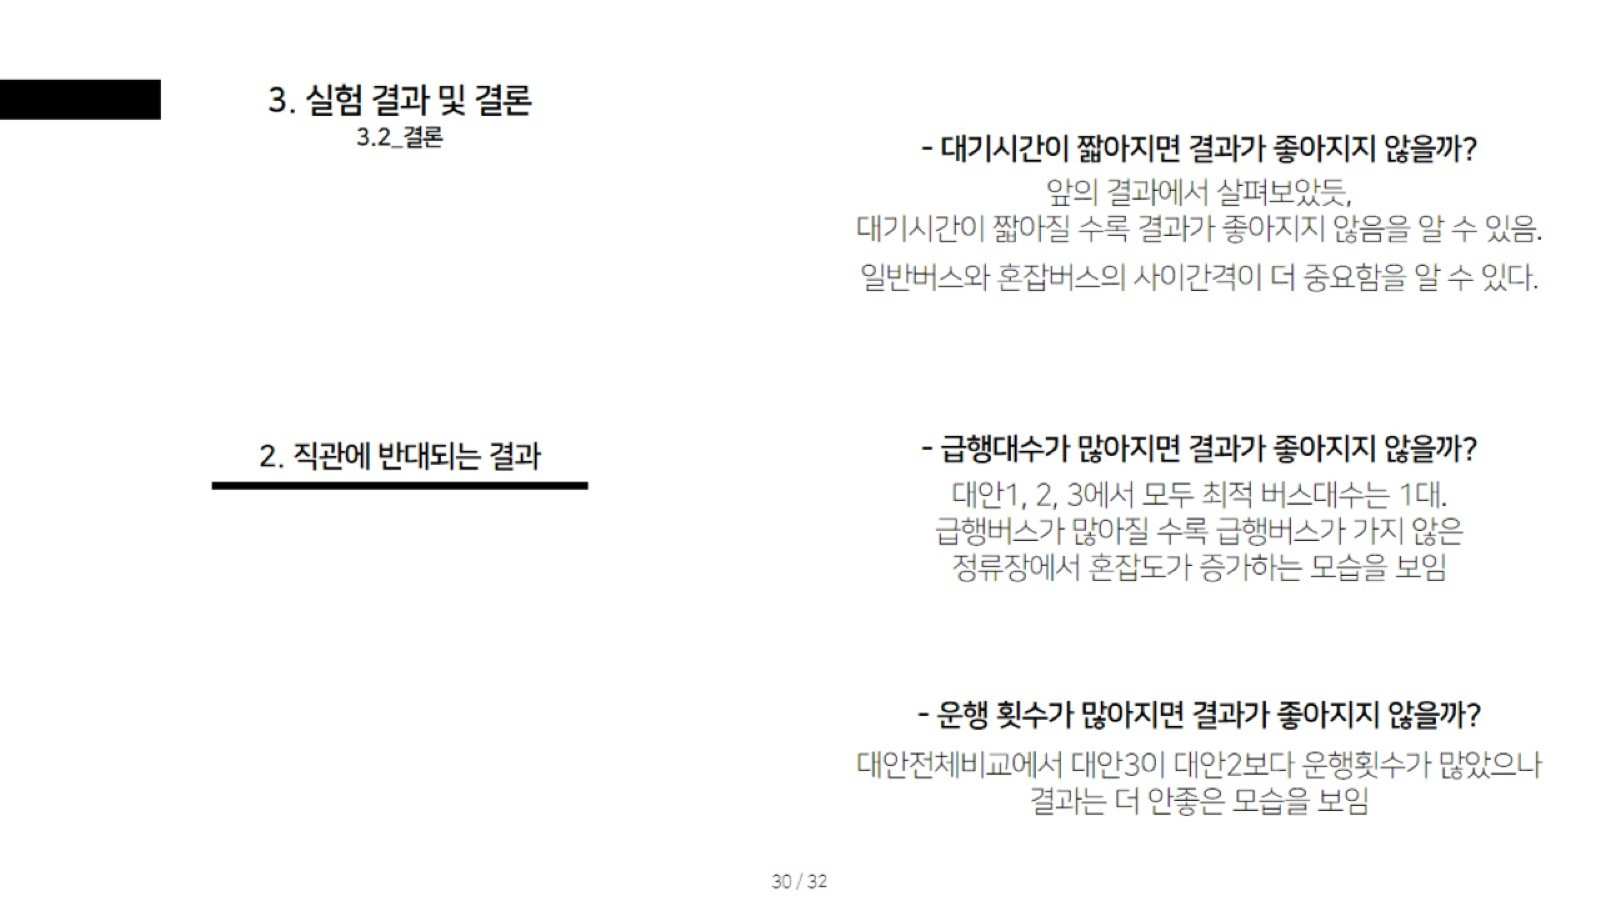 3. 실험 결과 및 결론
3.2_결론
2. 직관에 반대되는 결과
- 대기시간이 짧아지면 결과가 좋아지지 않을까?
앞의 결과에서 살펴보았듯,
대기시간이 짧아질 수록 결과가 좋아지지 않음을 알 수 있음.
일반버스와 혼잡버스의 사이간격이 더 중요함을 알 수 있다.
- 급행대수가 많아지면 결과가 좋아지지 않을까?
대안1, 2, 3에서 모두 최적 버스대수는 1대.
급행버스가 많아질 수록 급행버스가 가지 않은
정류장에서 혼잡도가 증가하는 모습을 보임
- 운행 횟수가 많아지면 결과가 좋아지지 않을까?
대안전체비교에서 대안3이 대안2보다 운행횟수가 많았으나
결과는 더 안좋은 모습을 보임
30 / 32